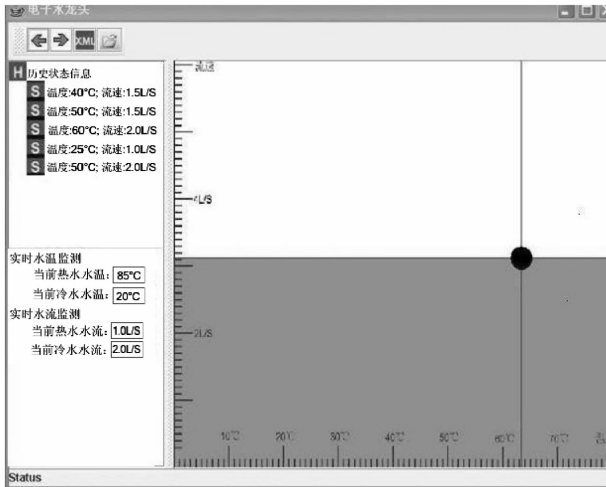 电子水龙头
XML
H 历史状态信息
S 温度:40°C; 流速:1.5L/S
S 温度:50°C; 流速:1.5L/S
S 温度:60°C; 流速:2.0L/S
S 温度:25°C; 流速:1.0L/S
S 温度:50°C; 流速:2.0L/S
实时水温监测
当前热水水温: 85°C
当前冷水水温: 20°C
实时水流监测
当前热水水流: 1.0L/S
当前冷水水流: 2.0L/S
流速
4L/S
2L/S
10℃ 20℃ 30℃ 40℃ 50℃ 60℃ 70℃
Status